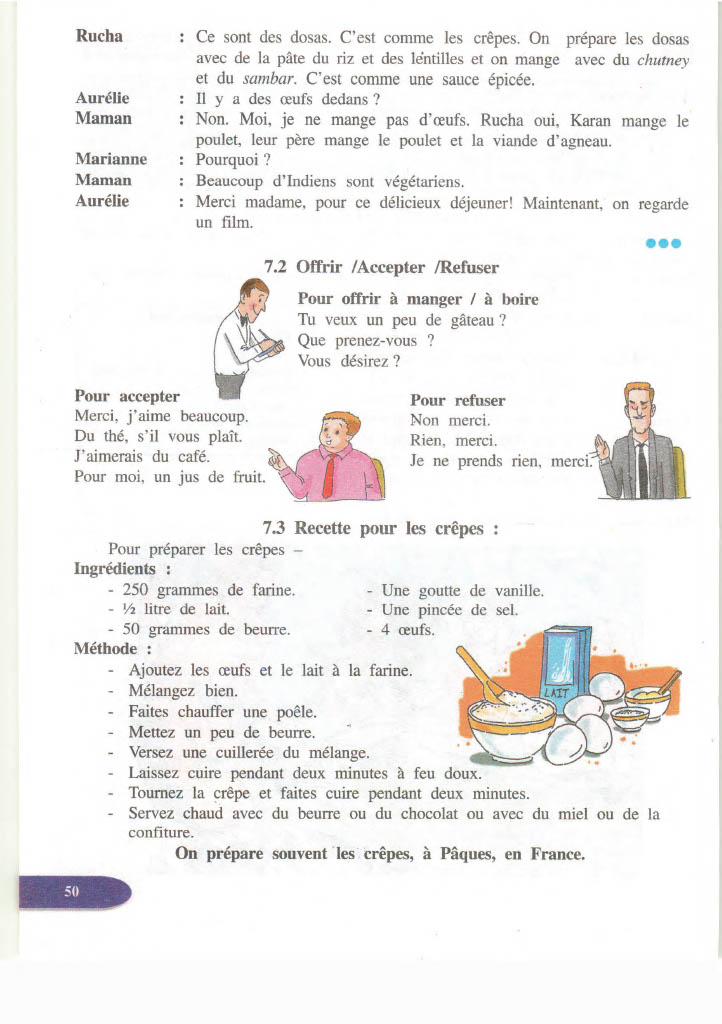 Rucha : Ce sont des dosas. C'est comme les crêpes. On prépare les dosas
avec de la pâte du riz et des lentilles et on mange avec du chutney
et du sambar. C'est comme une sauce épicée.
Aurélie : Il y a des œufs dedans ?
Maman : Non. Moi, je ne mange pas d'œufs. Rucha oui, Karan mange le
poulet, leur père mange le poulet et la viande d'agneau.
Marianne : Pourquoi ?
Maman : Beaucoup d'Indiens sont végétariens.
Aurélie : Merci madame, pour ce délicieux déjeuner! Maintenant, on regarde
un film.
7.2 Offrir /Accepter /Refuser
Pour offrir à manger / à boire
Tu veux un peu de gâteau ?
Que prenez-vous ?
Vous désirez ?
Pour accepter
Merci, j'aime beaucoup.
Du thé, s'il vous plaît.
J'aimerais du café.
Pour moi, un jus de fruit.
Pour refuser
Non merci.
Rien, merci.
Je ne prends rien, merci.
7.3 Recette pour les crêpes :
Pour préparer les crêpes –
Ingrédients :
- 250 grammes de farine.
- ½ litre de lait.
- 50 grammes de beurre.
- Une goutte de vanille.
- Une pincée de sel.
- 4 œufs.
Méthode :
- Ajoutez les œufs et le lait à la farine.
- Mélangez bien.
- Faites chauffer une poêle.
- Mettez un peu de beurre.
- Versez une cuillerée du mélange.
- Laissez cuire pendant deux minutes à feu doux.
- Tournez la crêpe et faites cuire pendant deux minutes.
- Servez chaud avec du beurre ou du chocolat ou avec du miel ou de la
confiture.
LAIT
On prépare souvent les crêpes, à Pâques, en France.
50